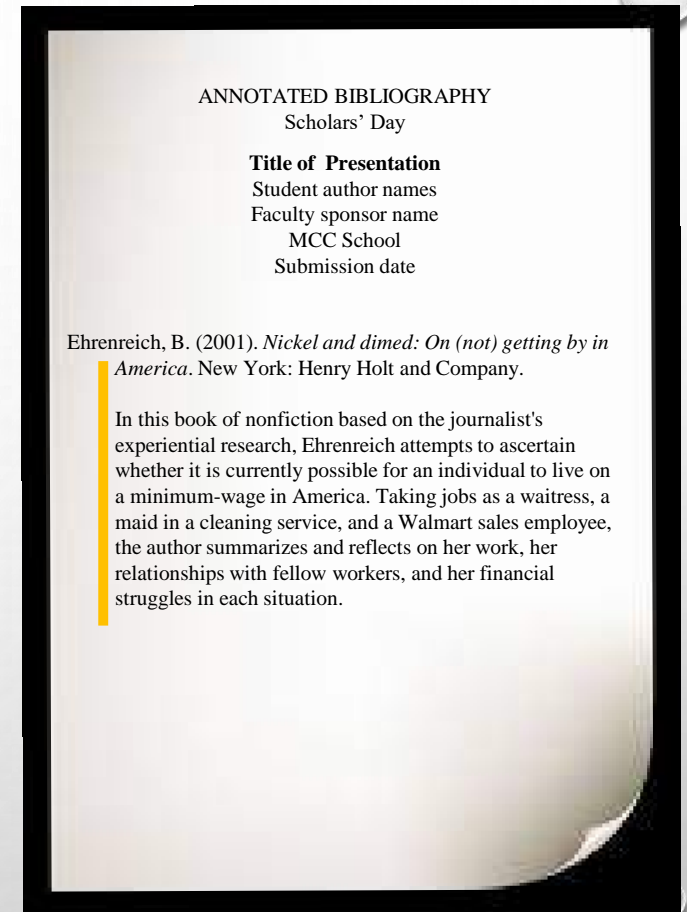 ANNOTATED BIBLIOGRAPHY
Scholars’ Day
Title of Presentation
Student author names
Faculty sponsor name
MCC School
Submission date
Ehrenreich, B. (2001). Nickel and dimed: On (not) getting by in
America. New York: Henry Holt and Company.
In this book of nonfiction based on the journalist's
experiential research, Ehrenreich attempts to ascertain
whether it is currently possible for an individual to live on
a minimum-wage in America. Taking jobs as a waitress, a
maid in a cleaning service, and a Walmart sales employee,
the author summarizes and reflects on her work, her
relationships with fellow workers, and her financial
struggles in each situation.